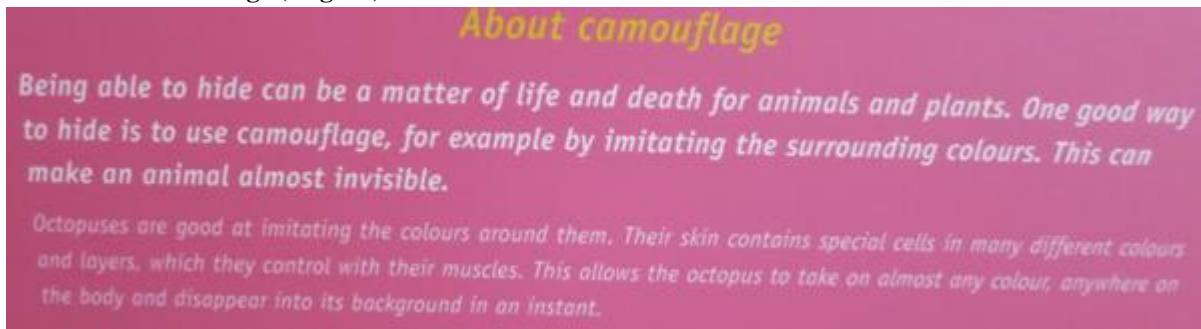 About camouflage
Being able to hide can be a matter of life and death for animals and plants. One good way
to hide is to use camouflage, for example by imitating the surrounding colours. This can
make an animal almost invisible.
Octopuses are good at imitating the colours around them. Their skin contains special cells in many different colours
and layers, which they control with their muscles. This allows the octopus to take on almost any colour, anywhere on
the body and disappear into its background in an instant.